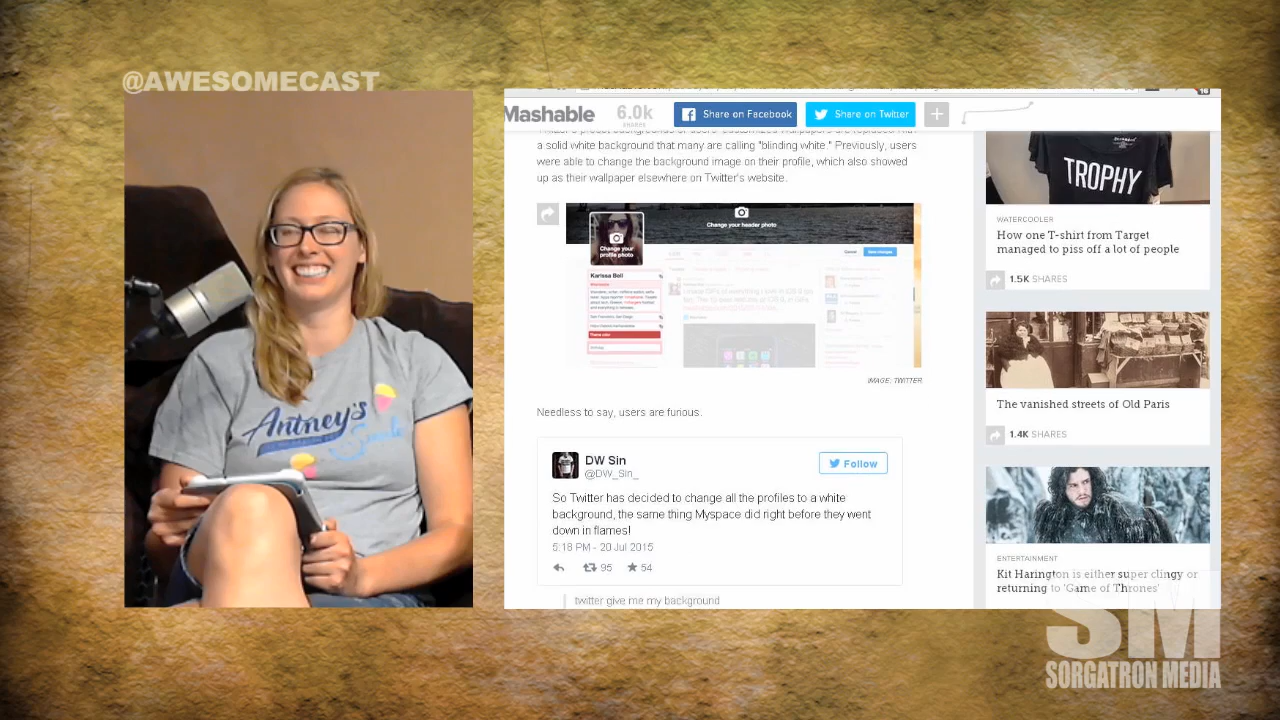 @AWESOMECAST
Mashable
6.0k
SHARES
Share on Facebook
Share on Twitter
+
a solid white background that many are calling "blinding white." Previously, users
were able to change the background image on their profile, which also showed
up as their wallpaper elsewhere on Twitter's website.
Change your header photo
Change your
profile photo
Karissa Bell
Theme color
IMAGE: TWITTER
Needless to say, users are furious.
DW Sin
@DW_Sin_
Follow
So Twitter has decided to change all the profiles to a white
background, the same thing Myspace did right before they went
down in flames!
5:18 PM - 20 Jul 2015
95
54
twitter give me my background
TROPHY
WATERCOOLER
How one T-shirt from Target
managed to piss off a lot of people
1.5K SHARES
The vanished streets of Old Paris
1.4K SHARES
ENTERTAINMENT
Kit Harington is either super clingy or
returning to 'Game of Thrones'
Antney's
SM
SORGATRON MEDIA